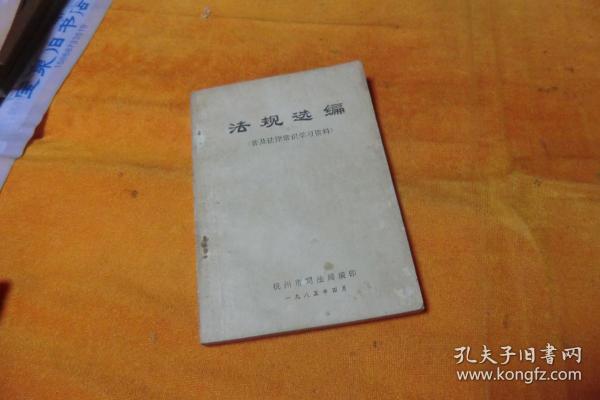 法规选编
(普及法律常识学习资料)
杭州市司法局编印
一九八五年四月
孔夫子旧书网
www.kongfz.com